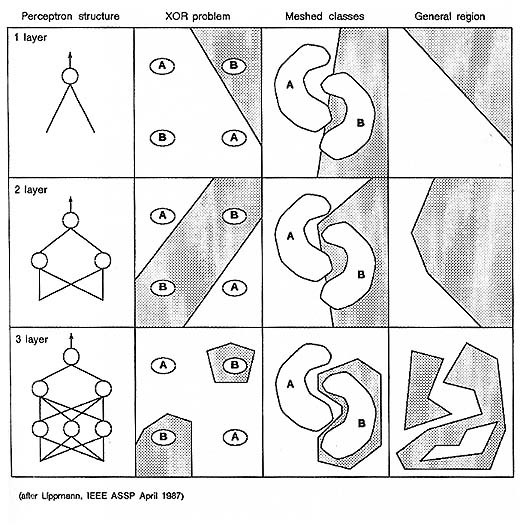 Perceptron structure XOR problem Meshed classes General region
1 layer
A B
A
B A
B
2 layer
A B
A
B
B A
3 layer
A B
A
B
B A
(after Lippmann, IEEE ASSP April 1987)